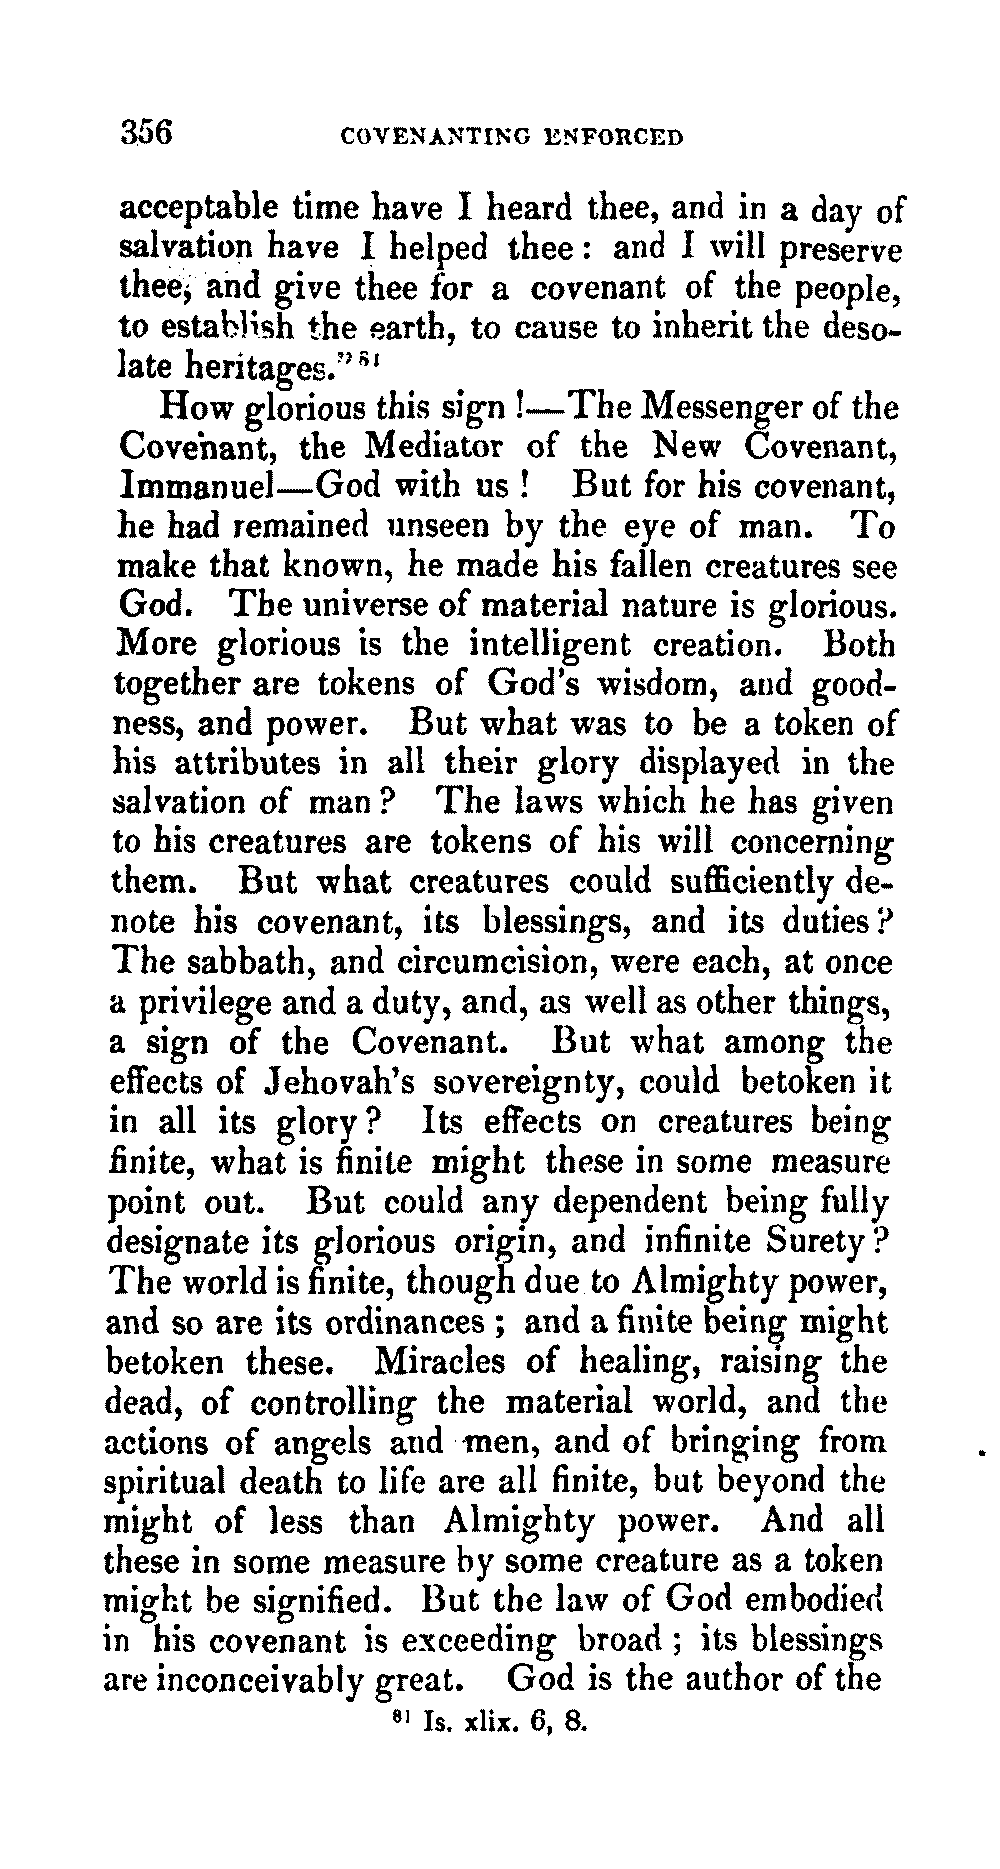 356 COVENANTING ENFORCED
acceptable time have I heard thee, and in a day of
salvation have I helped thee : and I will preserve
thee, and give thee for a covenant of the people,
to establish the earth, to cause to inherit the deso-
late heritages." 81
How glorious this sign !—The Messenger of the
Covenant, the Mediator of the New Covenant,
Immanuel—God with us ! But for his covenant,
he had remained unseen by the eye of man. To
make that known, he made his fallen creatures see
God. The universe of material nature is glorious.
More glorious is the intelligent creation. Both
together are tokens of God's wisdom, and good-
ness, and power. But what was to be a token of
his attributes in all their glory displayed in the
salvation of man ? The laws which he has given
to his creatures are tokens of his will concerning
them. But what creatures could sufficiently de-
note his covenant, its blessings, and its duties ?
The sabbath, and circumcision, were each, at once
a privilege and a duty, and, as well as other things,
a sign of the Covenant. But what among the
effects of Jehovah's sovereignty, could betoken it
in all its glory ? Its effects on creatures being
finite, what is finite might these in some measure
point out. But could any dependent being fully
designate its glorious origin, and infinite Surety ?
The world is finite, though due to Almighty power,
and so are its ordinances ; and a finite being might
betoken these. Miracles of healing, raising the
dead, of controlling the material world, and the
actions of angels and men, and of bringing from
spiritual death to life are all finite, but beyond the
might of less than Almighty power. And all
these in some measure by some creature as a token
might be signified. But the law of God embodied
in his covenant is exceeding broad ; its blessings
are inconceivably great. God is the author of the
81 Is. xlix. 6, 8.